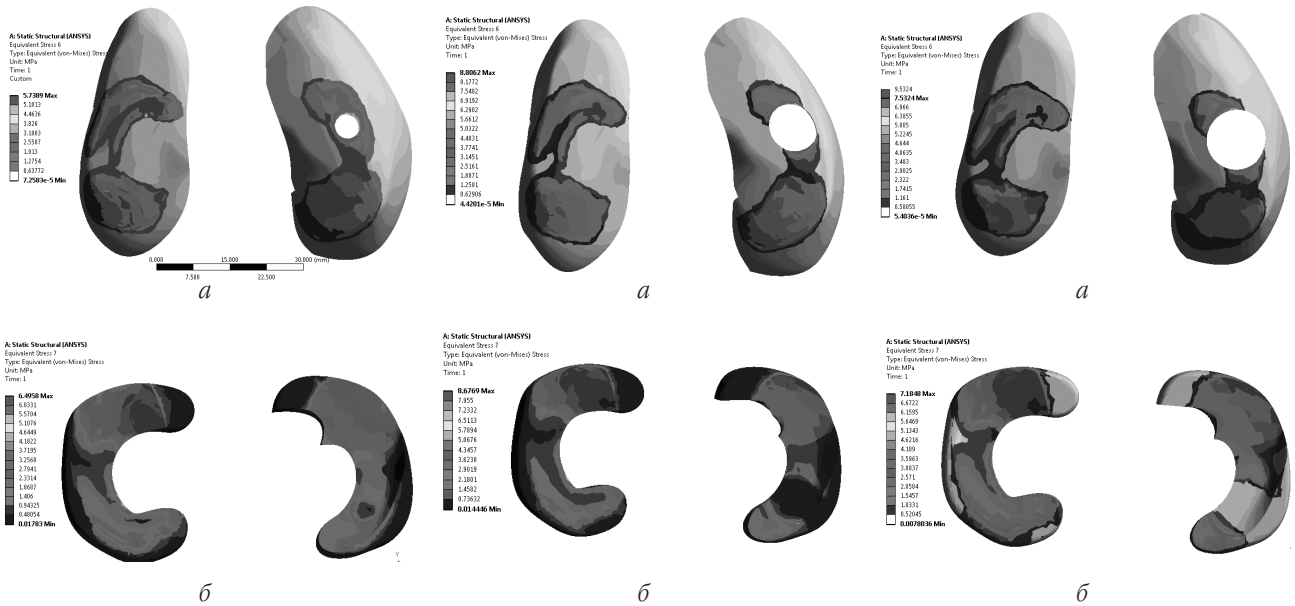 A: Static Structural (ANSYS)
Equivalent Stress 6
Type: Equivalent (von-Mises) Stress
Unit: MPa
Time: 1
Custom
5.7389 Max
5.1013
4.4636
3.826
3.1883
2.5507
1.913
1.2754
0.63772
7.2583e-5 Min
0.000
15.000
30.000 (mm)
7.500
22.500
а
A: Static Structural (ANSYS)
Equivalent Stress 6
Type: Equivalent (von-Mises) Stress
Unit: MPa
Time: 1
8.8062 Max
8.1772
7.5482
6.9192
6.2902
5.6612
5.0322
4.4031
3.7741
3.1451
2.5161
1.8871
1.2581
0.62906
4.4201e-5 Min
а
A: Static Structural (ANSYS)
Equivalent Stress 6
Type: Equivalent (von-Mises) Stress
Unit: MPa
Time: 1
9.5324
7.5324 Max
6.966
6.3855
5.805
5.2245
4.644
4.0635
3.483
2.9025
2.322
1.7415
1.161
0.58055
5.4036e-5 Min
а
A: Static Structural (ANSYS)
Equivalent Stress 7
Type: Equivalent (von-Mises) Stress
Unit: MPa
Time: 1
6.4958 Max
6.0331
5.5704
5.1076
4.6449
4.1822
3.7195
3.2568
2.7941
2.3314
1.8687
1.406
0.94325
0.48054
0.01783 Min
Y
б
A: Static Structural (ANSYS)
Equivalent Stress 7
Type: Equivalent (von-Mises) Stress
Unit: MPa
Time: 1
8.6769 Max
7.955
7.2332
6.5113
5.7894
5.0676
4.3457
3.6238
2.9019
2.1801
1.4582
0.73632
0.014446 Min
б
A: Static Structural (ANSYS)
Equivalent Stress 7
Type: Equivalent (von-Mises) Stress
Unit: MPa
Time: 1
7.1848 Max
6.6722
6.1595
5.6469
5.1343
4.6216
4.109
3.5963
3.0837
2.571
2.0584
1.5457
1.0331
0.52045
0.0078036 Min
б